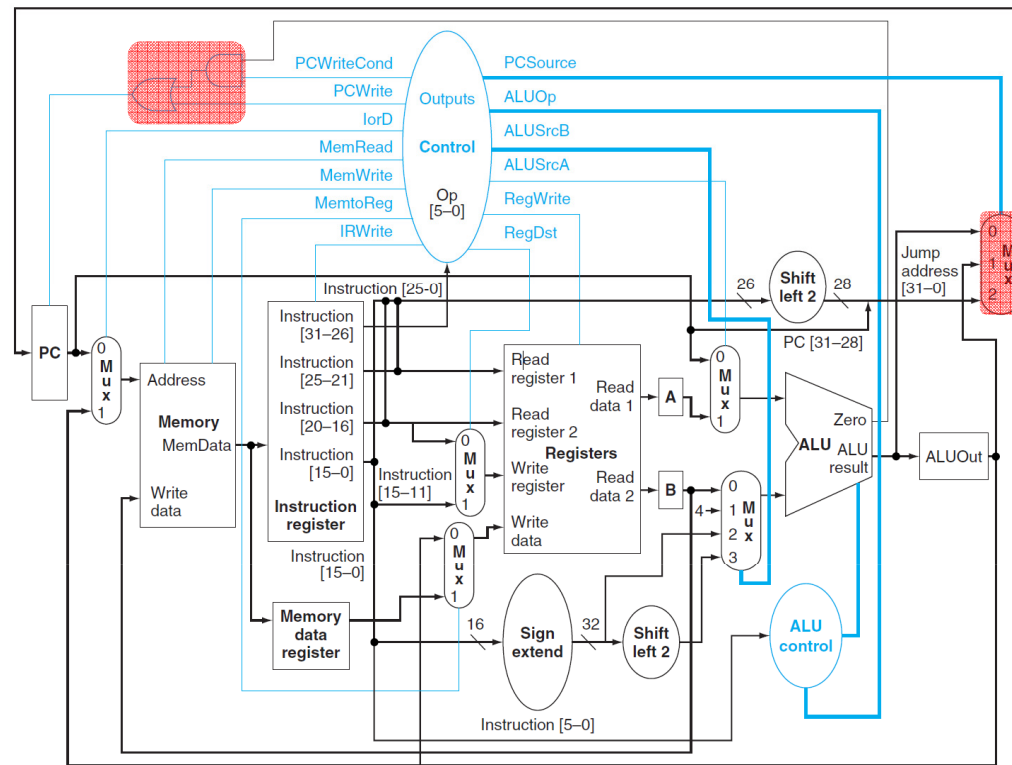 PCWriteCond
PCWrite
IorD
MemRead
MemWrite
MemtoReg
IRWrite
Outputs
Control
Op
[5–0]
PCSource
ALUOp
ALUSrcB
ALUSrcA
RegWrite
RegDst
Instruction [25-0]
26
Shift
left 2
28
Jump
address
[31–0]
0
1
2
M
u
x
PC [31–28]
PC
0
M
u
x
1
Address
Memory
MemData
Write
data
Instruction
[31–26]
Instruction
[25–21]
Instruction
[20–16]
Instruction
[15–0]
Instruction
register
Instruction
[15–0]
Memory
data
register
Instruction
[15–11]
0
M
u
x
1
0
M
u
x
1
Read
register 1
Read
register 2
Registers
Write
register
Write
data
Read
data 1
Read
data 2
A
B
0
M
u
x
1
4
0
1
2
3
M
u
x
Zero
ALU
ALU
result
ALUOut
16
Sign
extend
32
Shift
left 2
ALU
control
Instruction [5–0]